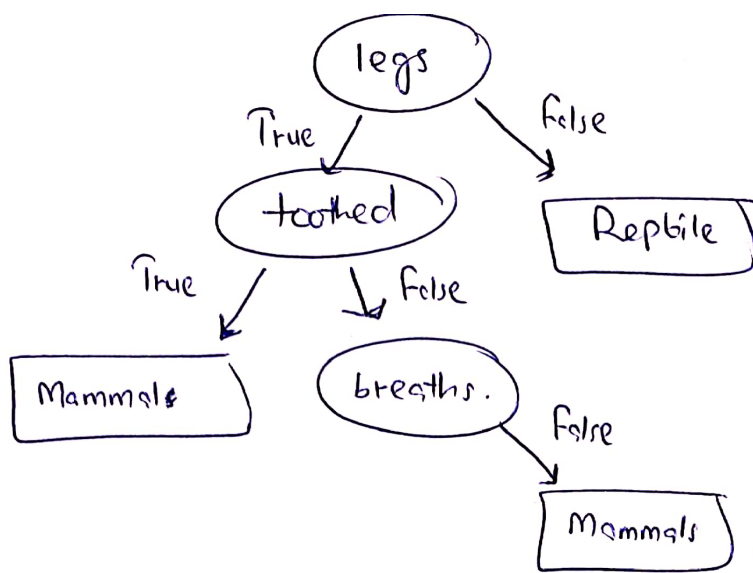 legs
True
False
toothed
Reptile
True
False
Mammals
breaths.
False
Mammals